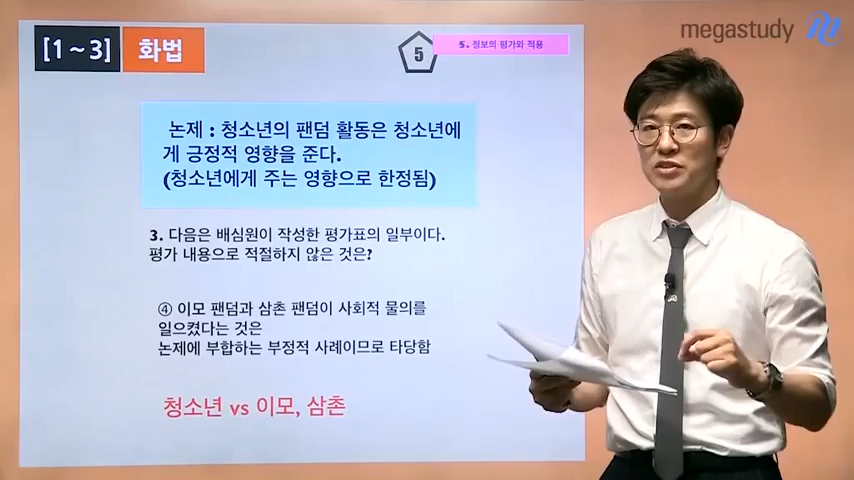 megastudy
[1～3] 화법
5
5. 정보의 평가와 적용
논제 : 청소년의 팬덤 활동은 청소년에
게 긍정적 영향을 준다.
(청소년에게 주는 영향으로 한정됨)
3. 다음은 배심원이 작성한 평가표의 일부이다.
평가 내용으로 적절하지 않은 것은?
④ 이모 팬덤과 삼촌 팬덤이 사회적 물의를
일으켰다는 것은
논제에 부합하는 부정적 사례이므로 타당함
청소년 vs 이모, 삼촌